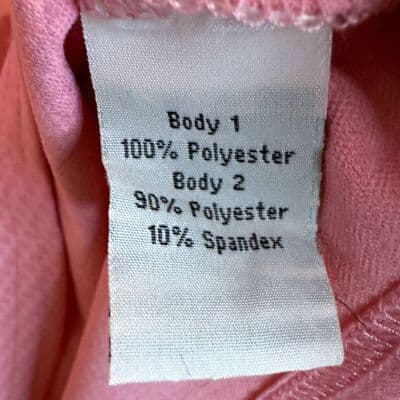 Body 1
100% Polyester
Body 2
90% Polyester
10% Spandex